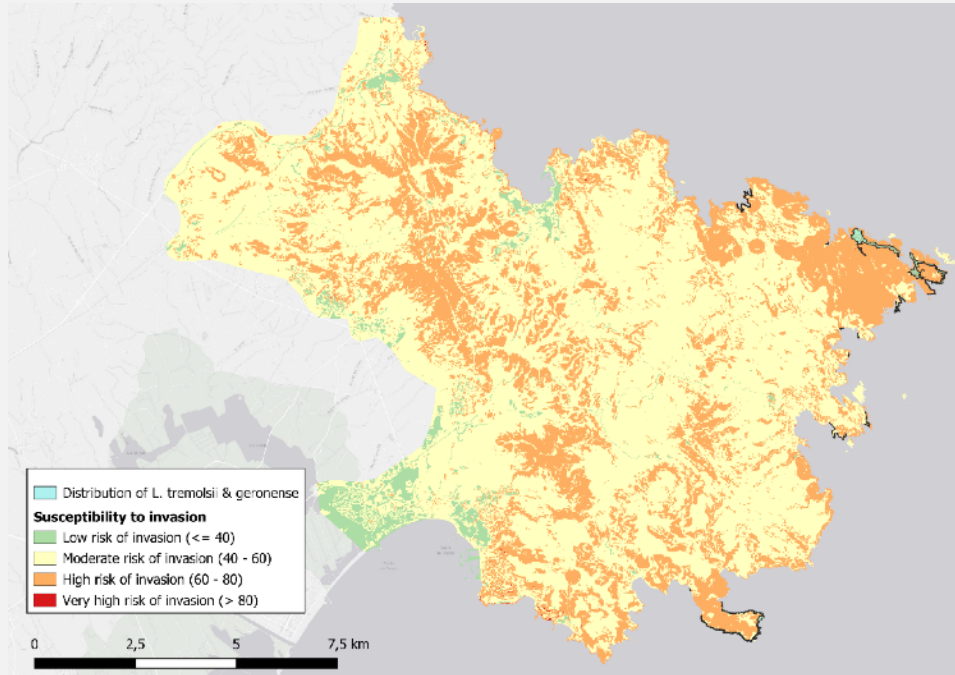 Distribution of L. tremolsii & geronense
Susceptibility to invasion
Low risk of invasion (<= 40)
Moderate risk of invasion (40 - 60)
High risk of invasion (60 - 80)
Very high risk of invasion (> 80)
0 2,5 5 7,5 km